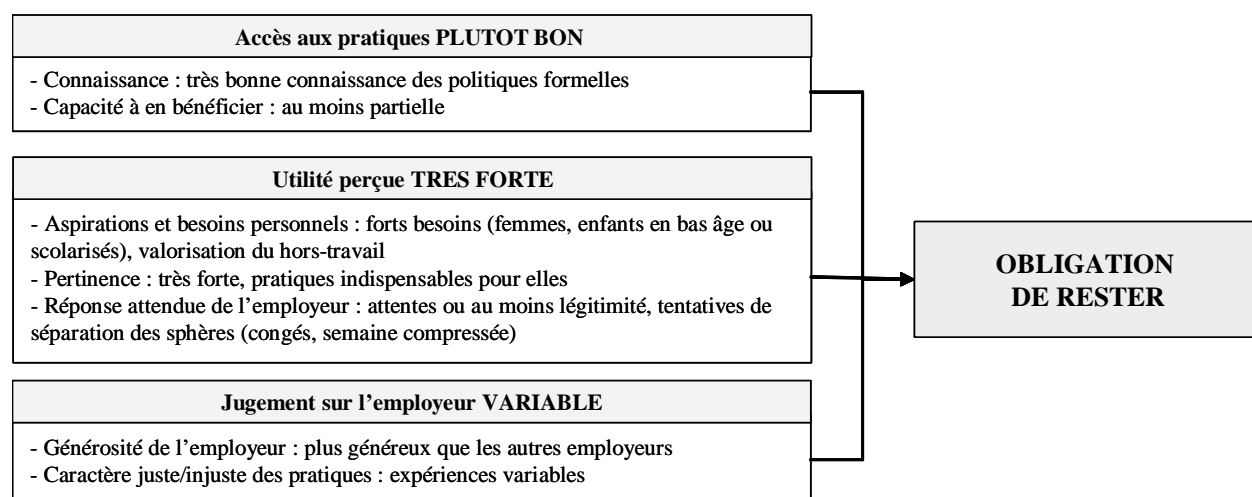 Accès aux pratiques PLUTOT BON
- Connaissance : très bonne connaissance des politiques formelles
- Capacité à en bénéficier : au moins partielle
Utilité perçue TRES FORTE
- Aspirations et besoins personnels : forts besoins (femmes, enfants en bas âge ou
scolarisés), valorisation du hors-travail
- Pertinence : très forte, pratiques indispensables pour elles
- Réponse attendue de l’employeur : attentes ou au moins légitimité, tentatives de
séparation des sphères (congés, semaine compressée)
Jugement sur l’employeur VARIABLE
- Générosité de l’employeur : plus généreux que les autres employeurs
- Caractère juste/injuste des pratiques : expériences variables
OBLIGATION
DE RESTER